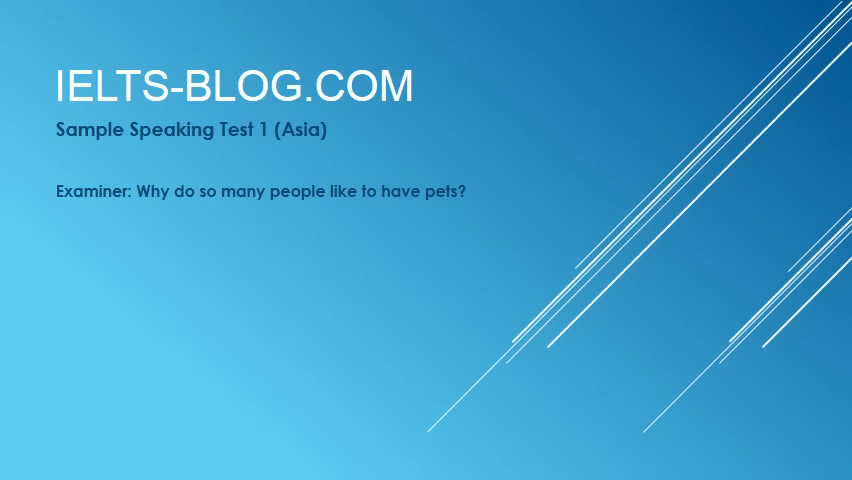 IELTS-BLOG.COM
Sample Speaking Test 1 (Asia)
Examiner: Why do so many people like to have pets?